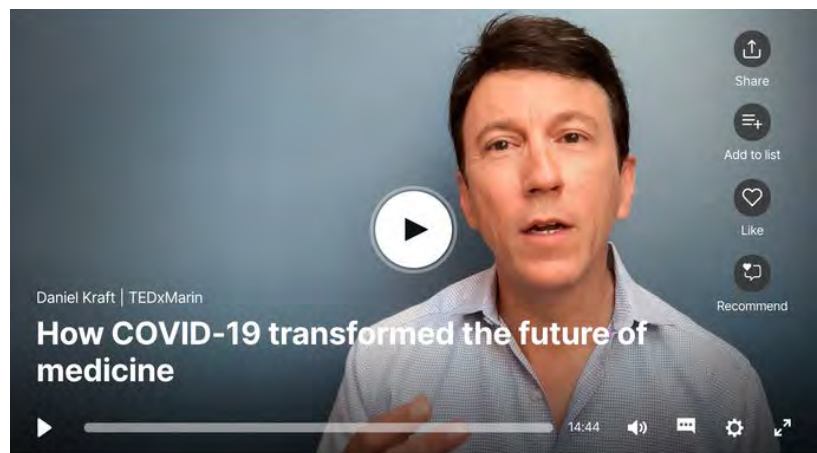 Share
Add to list
Like
Recommend
Daniel Kraft | TEDxMarin
How COVID-19 transformed the future of
medicine
14:44